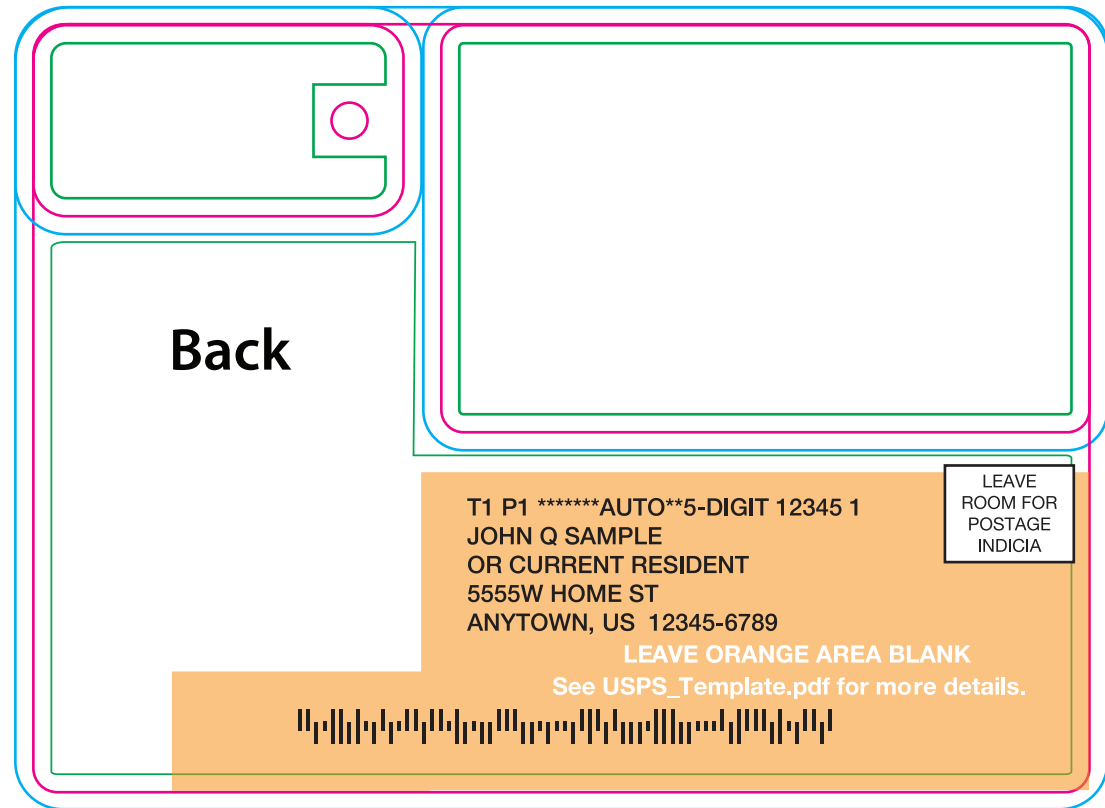 Back
LEAVE
ROOM FOR
POSTAGE
INDICIA
T1 P1 *******AUTO**5-DIGIT 12345 1
JOHN Q SAMPLE
OR CURRENT RESIDENT
5555W HOME ST
ANYTOWN, US  12345-6789
LEAVE ORANGE AREA BLANK
See USPS_Template.pdf for more details.